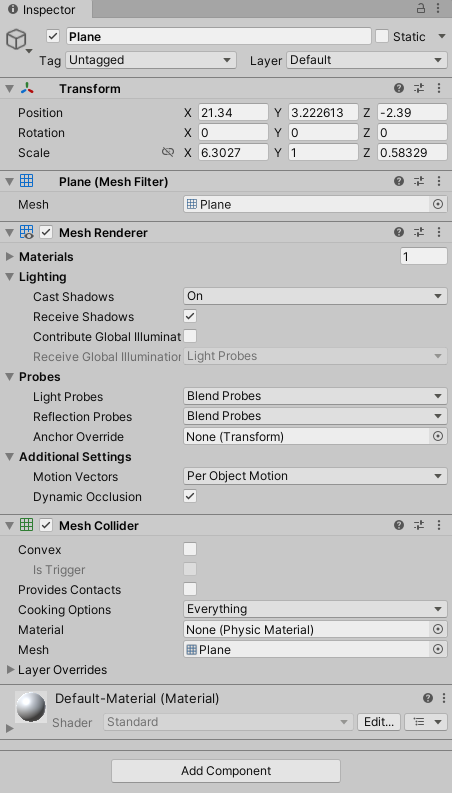 Inspector
Plane Static
Tag Untagged Layer Default
Transform
Position X 21.34 Y 3.222613 Z -2.39
Rotation X 0 Y 0 Z 0
Scale X 6.3027 Y 1 Z 0.58329
Plane (Mesh Filter)
Mesh Plane
Mesh Renderer
Materials 1
Lighting
Cast Shadows On
Receive Shadows
Contribute Global Illuminat
Receive Global Illumination Light Probes
Probes
Light Probes Blend Probes
Reflection Probes Blend Probes
Anchor Override None (Transform)
Additional Settings
Motion Vectors Per Object Motion
Dynamic Occlusion
Mesh Collider
Convex
Is Trigger
Provides Contacts
Cooking Options Everything
Material None (Physic Material)
Mesh Plane
Layer Overrides
Default-Material (Material)
Shader Standard Edit...
Add Component